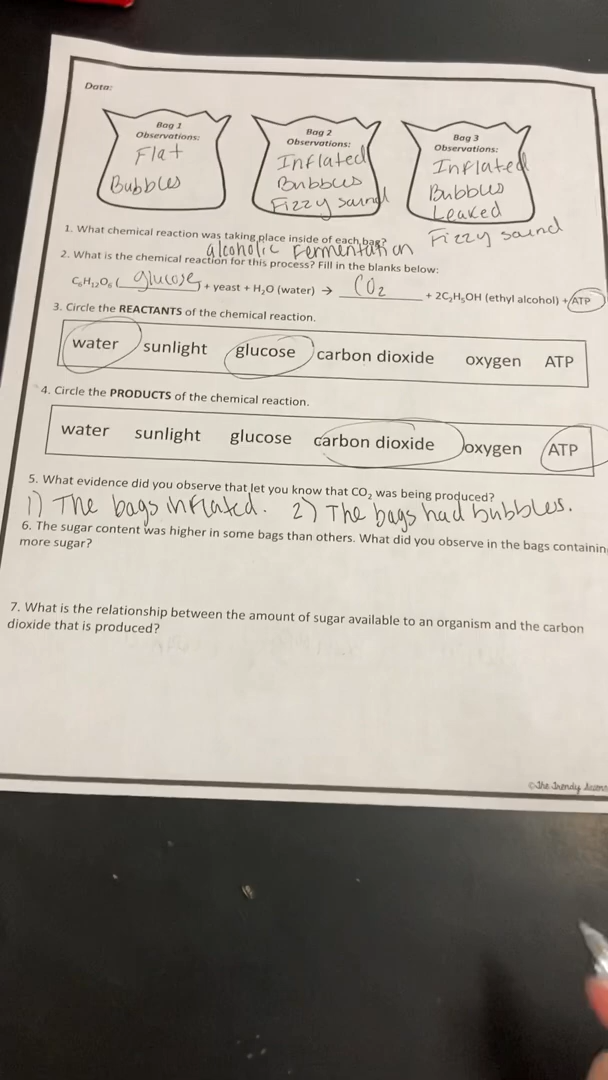 Data:
Bag 1
Observations:
Flat
Bubbles
Bag 2
Observations:
Inflated
Bubbles
Fizzy sound
Bag 3
Observations:
Inflated
Bubbles
Leaked
Fizzy sound
1. What chemical reaction was taking place inside of each bag?
alcoholic fermentation
2. What is the chemical reaction for this process? Fill in the blanks below:
C₆H₁₂O₆ (glucose) + yeast + H₂O (water) → CO₂ + 2C₂H₅OH (ethyl alcohol) + ATP
3. Circle the REACTANTS of the chemical reaction.
water sunlight glucose carbon dioxide oxygen ATP
4. Circle the PRODUCTS of the chemical reaction.
water sunlight glucose carbon dioxide oxygen ATP
5. What evidence did you observe that let you know that CO₂ was being produced?
1) The bags inflated. 2) The bags had bubbles.
6. The sugar content was higher in some bags than others. What did you observe in the bags containin
more sugar?
7. What is the relationship between the amount of sugar available to an organism and the carbon
dioxide that is produced?
©The Trendy